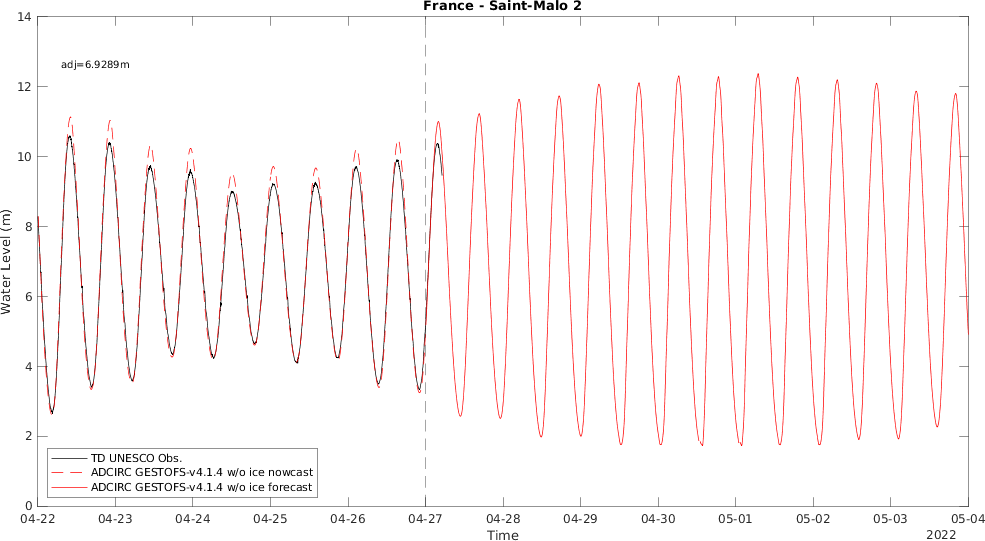 France - Saint-Malo 2
adj=6.9289m
Water Level (m)
14
12
10
8
6
4
2
0
TD UNESCO Obs.
ADCIRC GESTOFS-v4.1.4 w/o ice nowcast
ADCIRC GESTOFS-v4.1.4 w/o ice forecast
04-22 04-23 04-24 04-25 04-26 04-27 04-28 04-29 04-30 05-01 05-02 05-03 05-04
Time
2022